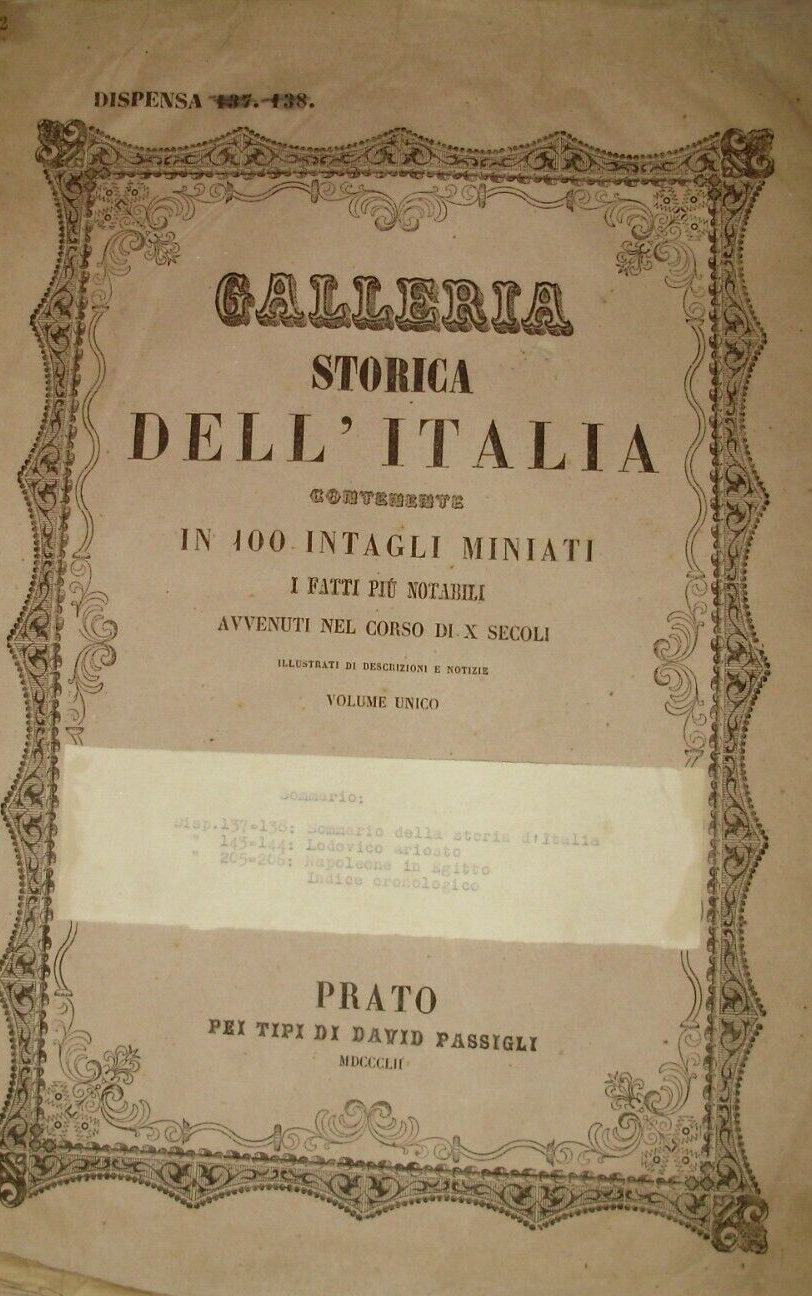 2
DISPENSA 137.-138.
GALLERIA
STORICA
DELL' ITALIA
CONTENENTE
IN 100 INTAGLI MINIATI
I FATTI PIÚ NOTABILI
AVVENUTI NEL CORSO DI X SECOLI
ILLUSTRATI DI DESCRIZIONI E NOTIZIE
VOLUME UNICO
Sommario:
Disp.137=138: Sommario della storia d'Italia
" 143=144: Lodovico ariosto
" 205=206: Napoleone in Egitto
Indice cronologico
PRATO
PEI TIPI DI DAVID PASSIGLI
MDCCCLII